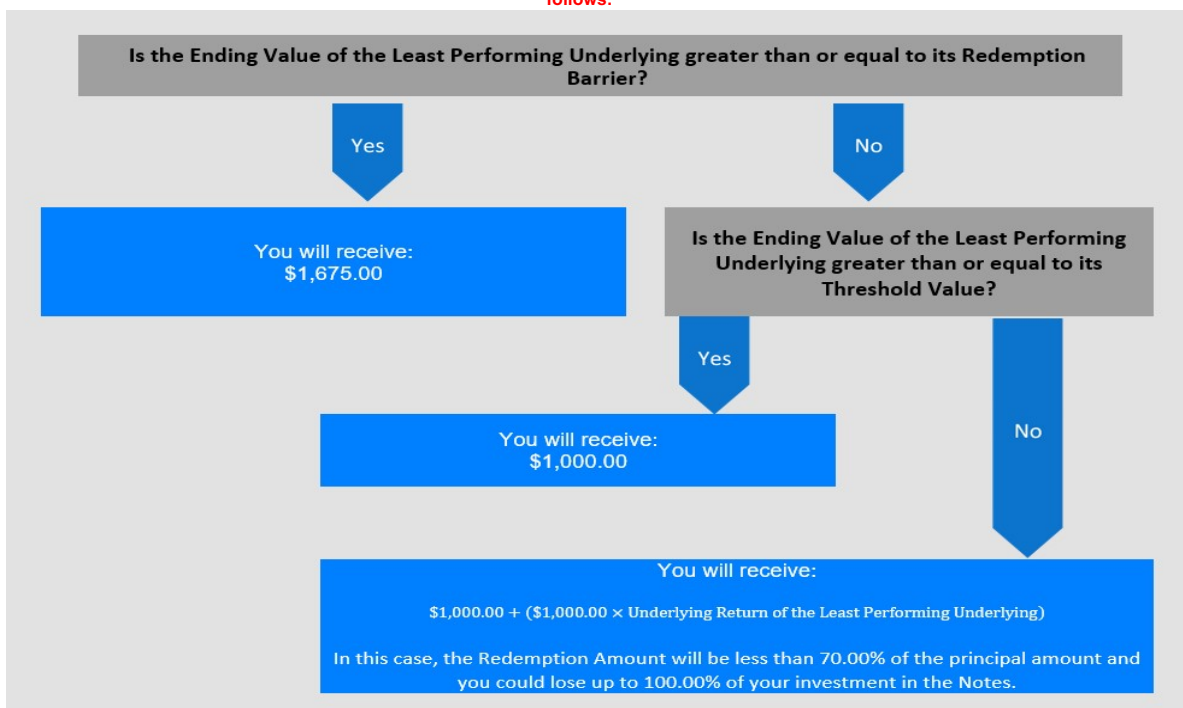 follows:
Is the Ending Value of the Least Performing Underlying greater than or equal to its Redemption
Barrier?
Yes
No
You will receive:
$1,675.00
Is the Ending Value of the Least Performing
Underlying greater than or equal to its
Threshold Value?
Yes
No
You will receive:
$1,000.00
You will receive:
$1,000.00 + ($1,000.00 × Underlying Return of the Least Performing Underlying)
In this case, the Redemption Amount will be less than 70.00% of the principal amount and
you could lose up to 100.00% of your investment in the Notes.